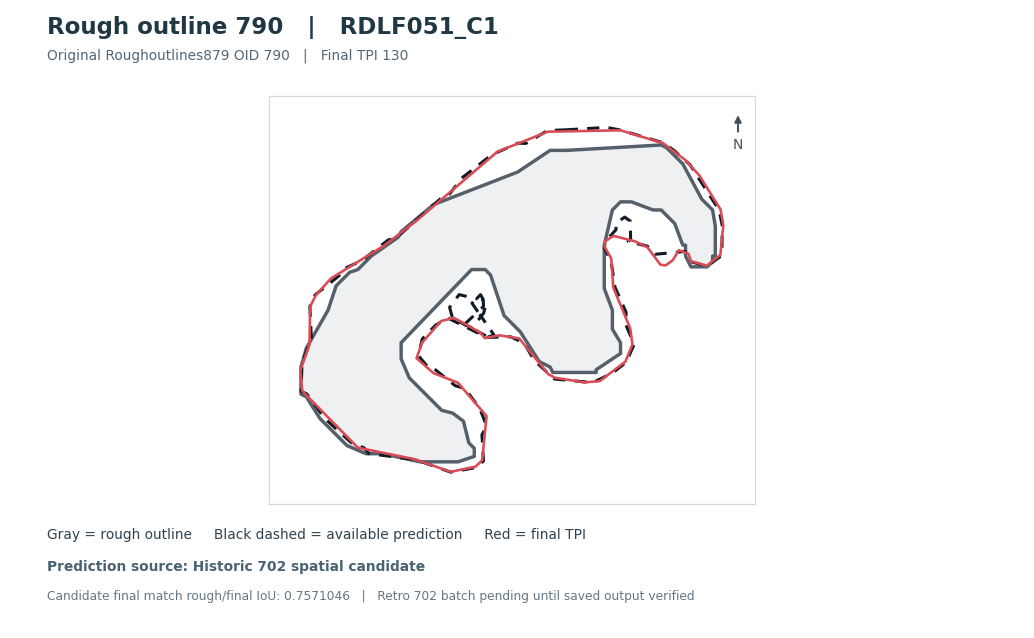 Rough outline 790   |   RDLF051_C1
Original Roughoutlines879 OID 790   |   Final TPI 130
N
Gray = rough outline     Black dashed = available prediction     Red = final TPI
Prediction source: Historic 702 spatial candidate
Candidate final match rough/final IoU: 0.7571046   |   Retro 702 batch pending until saved output verified